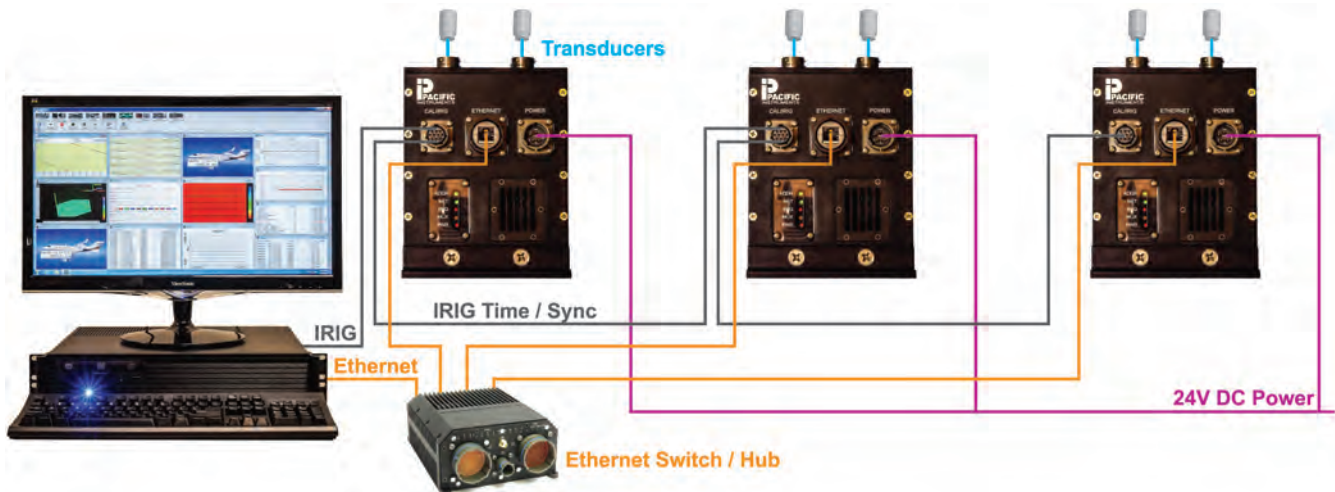 Transducers
PACIFIC
INSTRUMENTS
CAL/IRIG
ETHERNET
POWER
PACIFIC
INSTRUMENTS
CAL/IRIG
ETHERNET
POWER
PACIFIC
INSTRUMENTS
CAL/IRIG
ETHERNET
POWER
IRIG Time / Sync
IRIG
Ethernet
24V DC Power
Ethernet Switch / Hub
ViewSonic